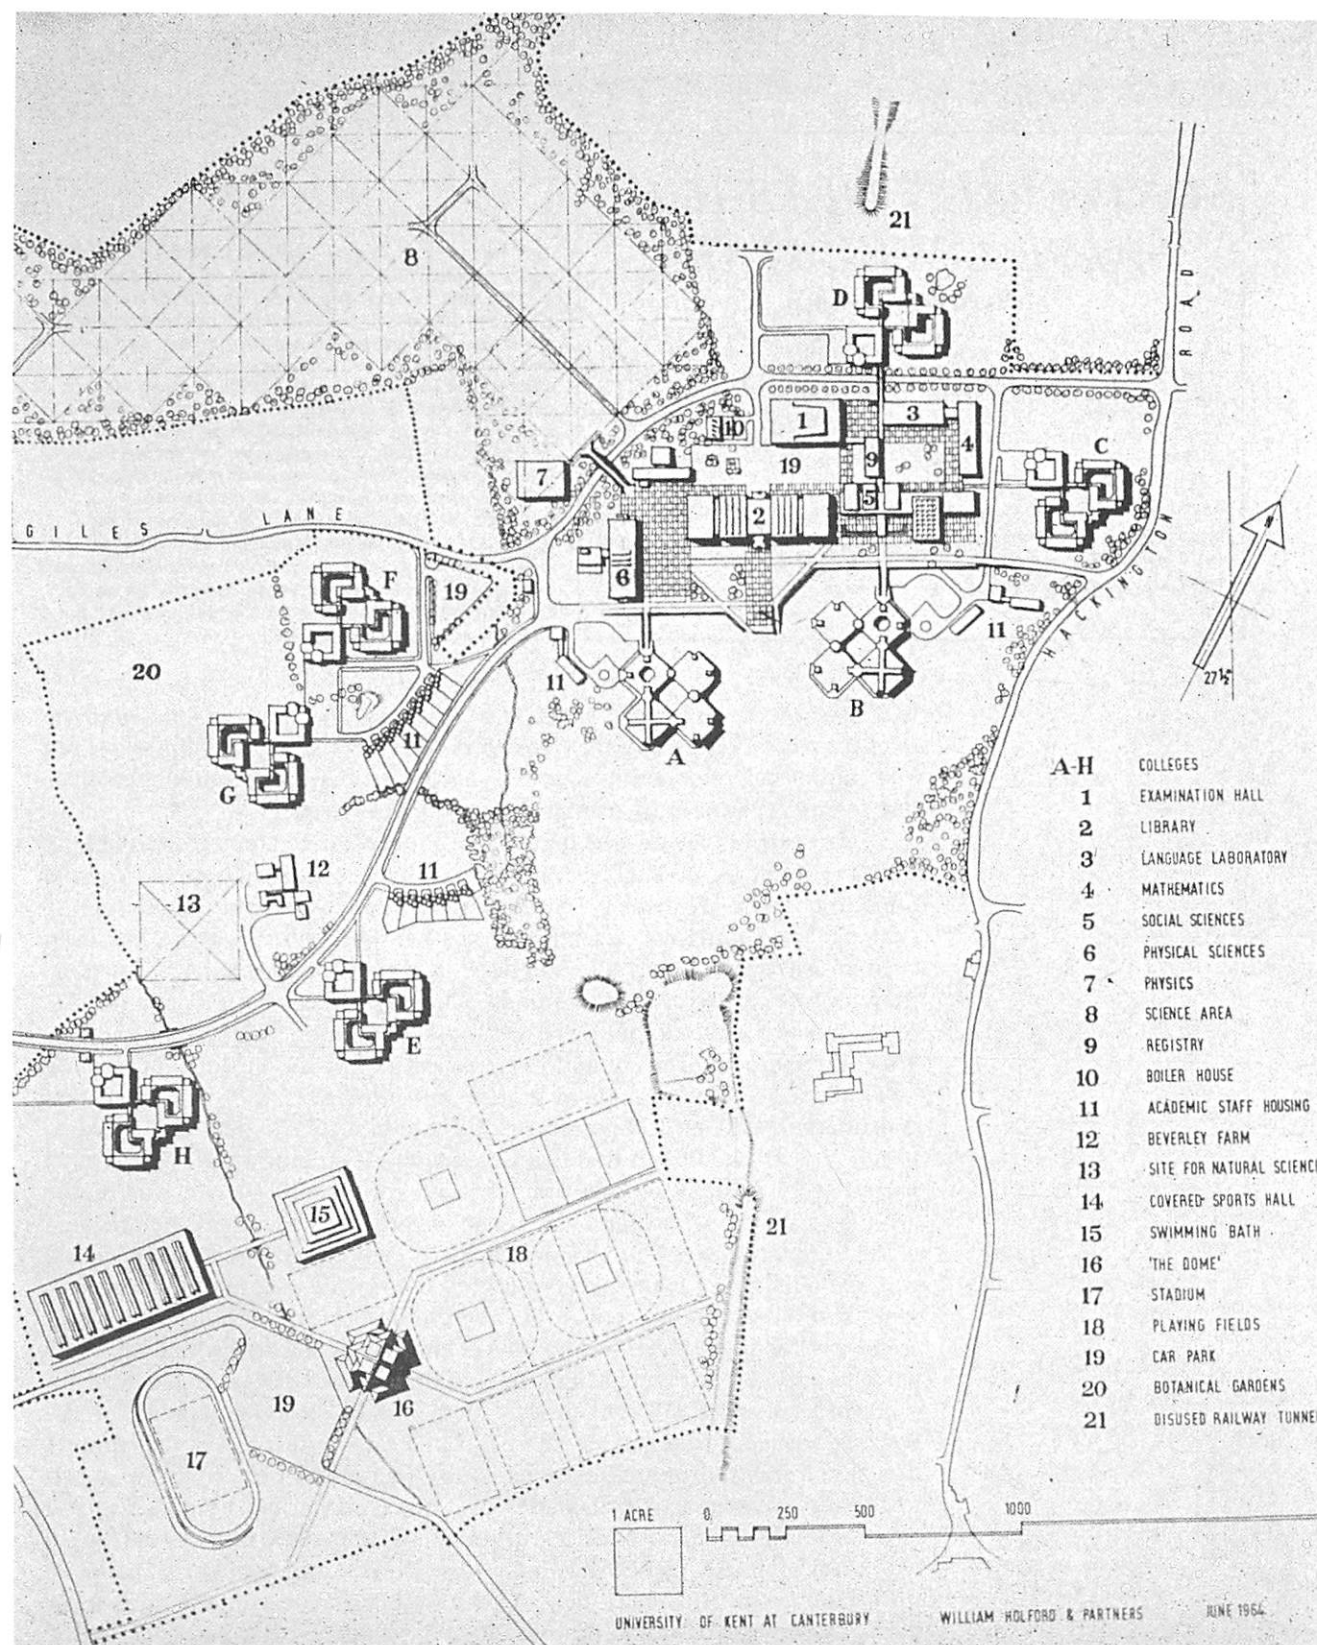 21
8
D
ROAD
1
3
10
4
C
9
19
7
5
2
GILES LANE
6
F
19
HACKINGTON
11
20
11
B
27½
11
A
G
12
11
13
E
H
15
14
18
21
16
19
17
A-H COLLEGES
1 EXAMINATION HALL
2 LIBRARY
3 LANGUAGE LABORATORY
4 MATHEMATICS
5 SOCIAL SCIENCES
6 PHYSICAL SCIENCES
7 PHYSICS
8 SCIENCE AREA
9 REGISTRY
10 BOILER HOUSE
11 ACADEMIC STAFF HOUSING
12 BEVERLEY FARM
13 SITE FOR NATURAL SCIENCE
14 COVERED SPORTS HALL
15 SWIMMING BATH
16 'THE DOME'
17 STADIUM
18 PLAYING FIELDS
19 CAR PARK
20 BOTANICAL GARDENS
21 DISUSED RAILWAY TUNNE
1 ACRE 0 250 500 1000
UNIVERSITY OF KENT AT CANTERBURY WILLIAM HOLFORD & PARTNERS JUNE 1964